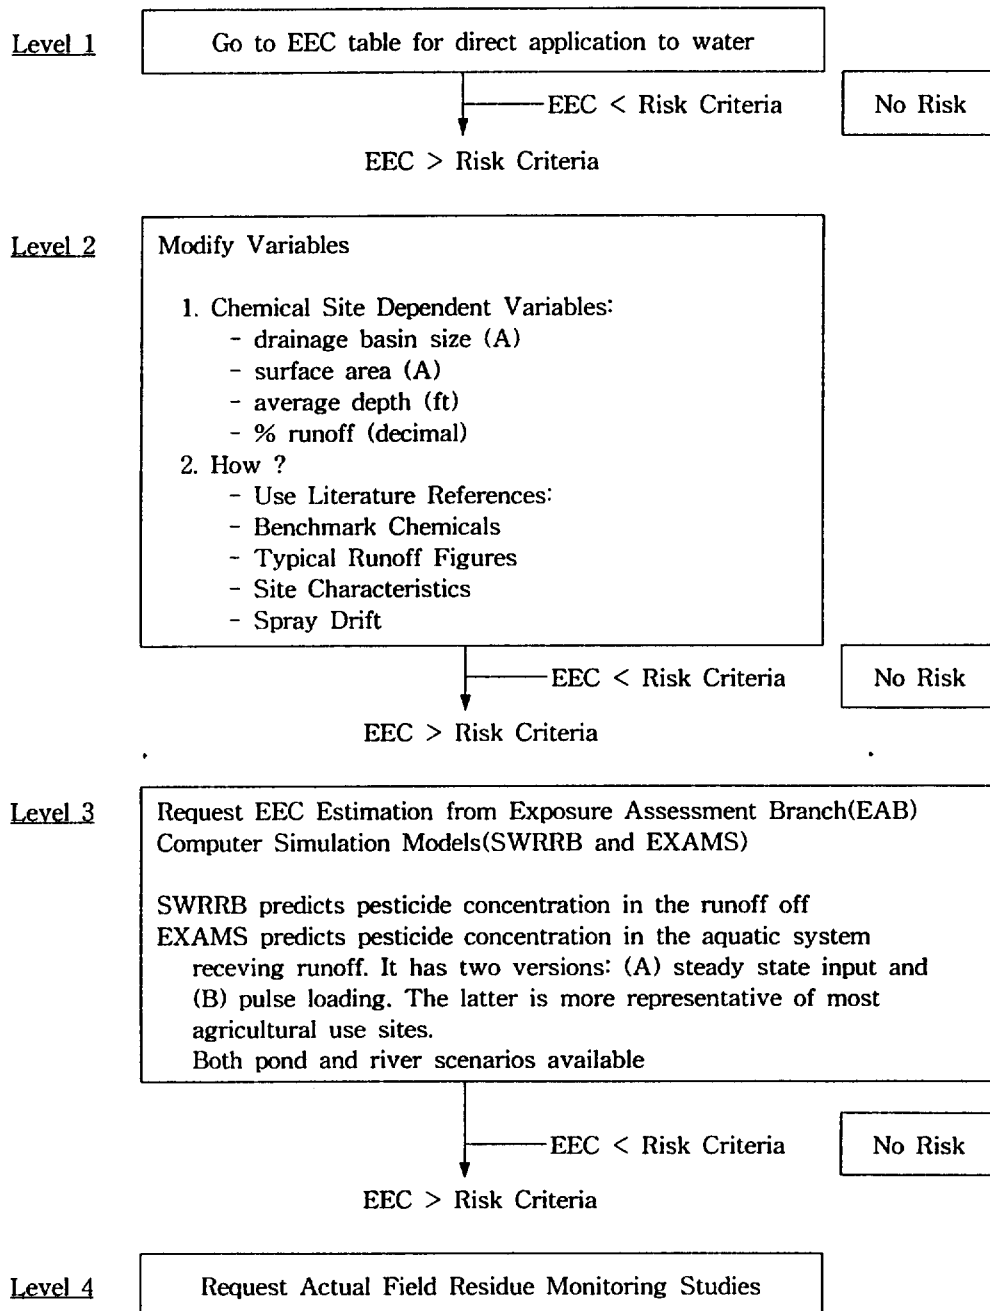 Level 1
Go to EEC table for direct application to water
EEC < Risk Criteria
No Risk
EEC > Risk Criteria
Level 2
Modify Variables
1. Chemical Site Dependent Variables:
- drainage basin size (A)
- surface area (A)
- average depth (ft)
- % runoff (decimal)
2. How ?
- Use Literature References:
- Benchmark Chemicals
- Typical Runoff Figures
- Site Characteristics
- Spray Drift
EEC < Risk Criteria
No Risk
EEC > Risk Criteria
Level 3
Request EEC Estimation from Exposure Assessment Branch(EAB)
Computer Simulation Models(SWRRB and EXAMS)
SWRRB predicts pesticide concentration in the runoff off
EXAMS predicts pesticide concentration in the aquatic system
receving runoff. It has two versions: (A) steady state input and
(B) pulse loading. The latter is more representative of most
agricultural use sites.
Both pond and river scenarios available
EEC < Risk Criteria
No Risk
EEC > Risk Criteria
Level 4
Request Actual Field Residue Monitoring Studies